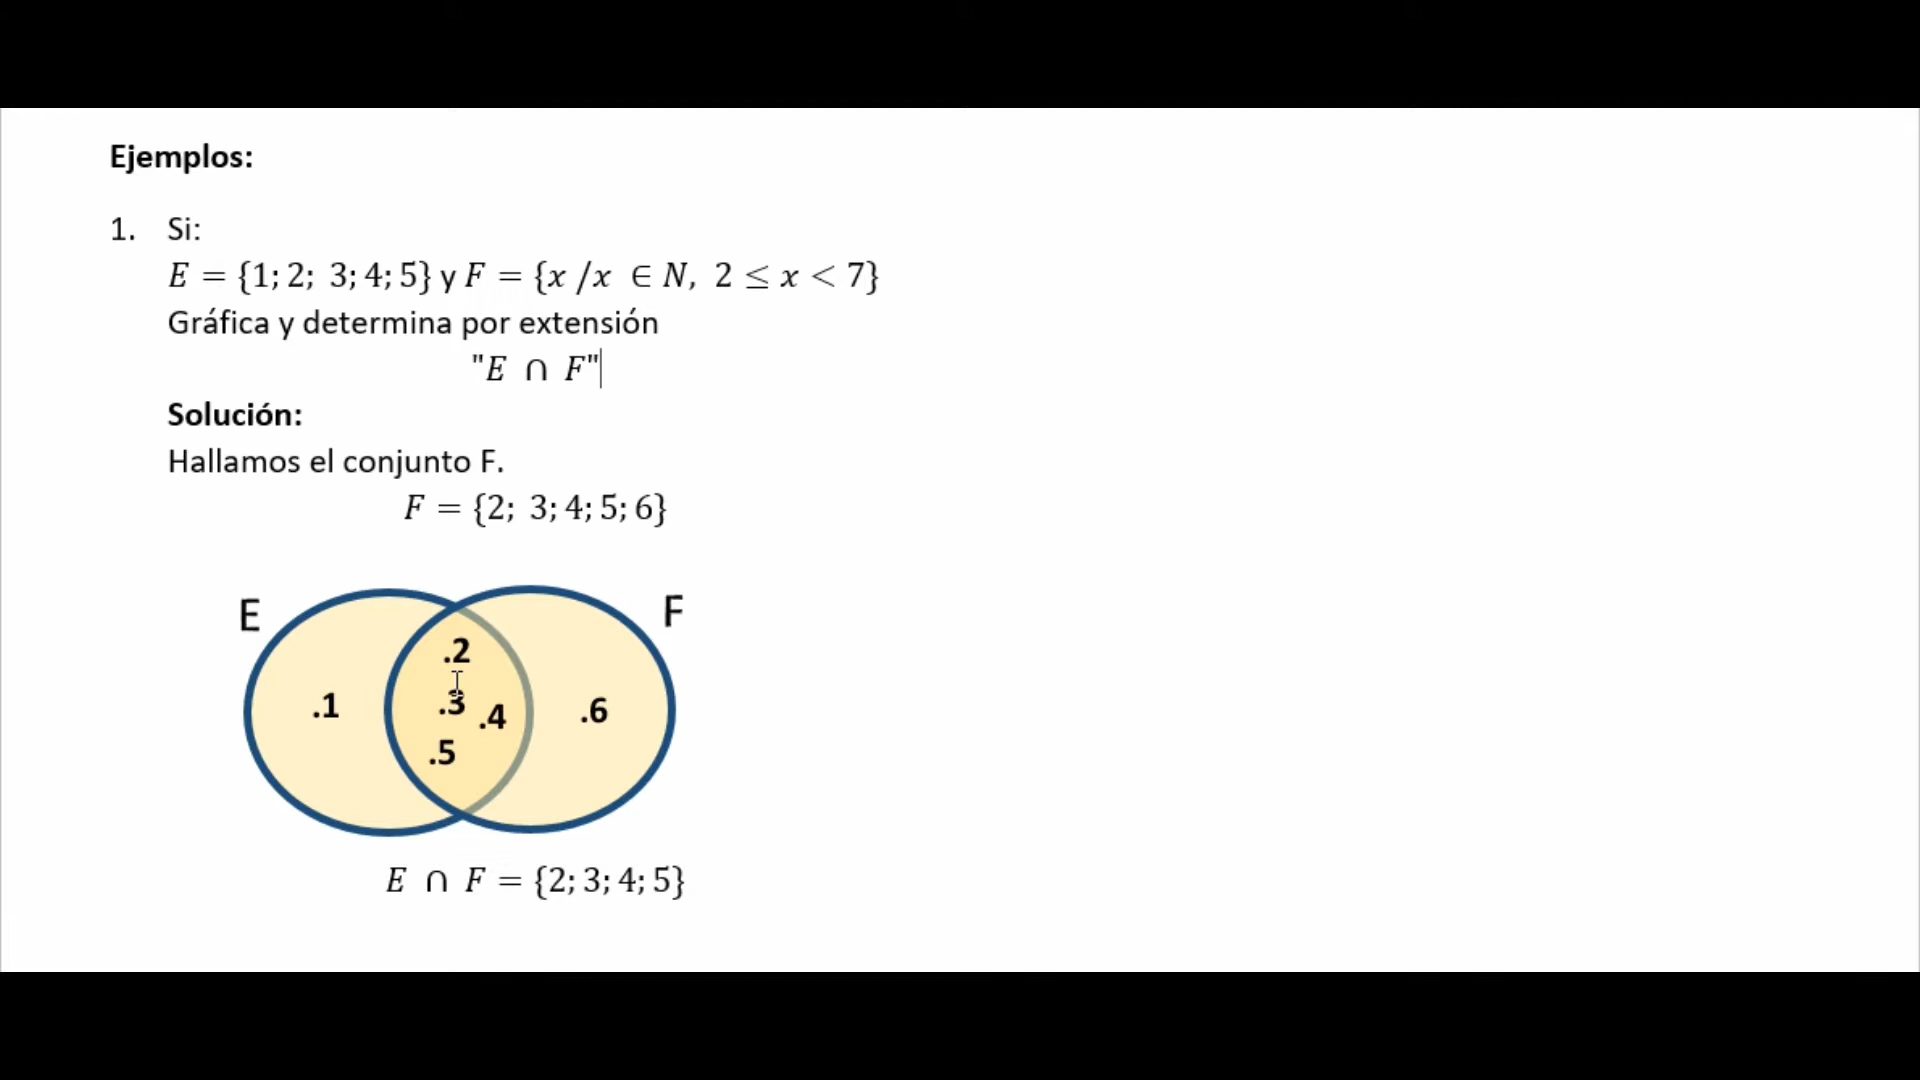 Ejemplos:
1. Si:
E = {1; 2; 3; 4; 5} y F = {x /x ∈ N, 2 ≤ x < 7}
Gráfica y determina por extensión
"E ∩ F"
Solución:
Hallamos el conjunto F.
F = {2; 3; 4; 5; 6}
E F
.2
.1 .3 .4 .6
.5
E ∩ F = {2; 3; 4; 5}